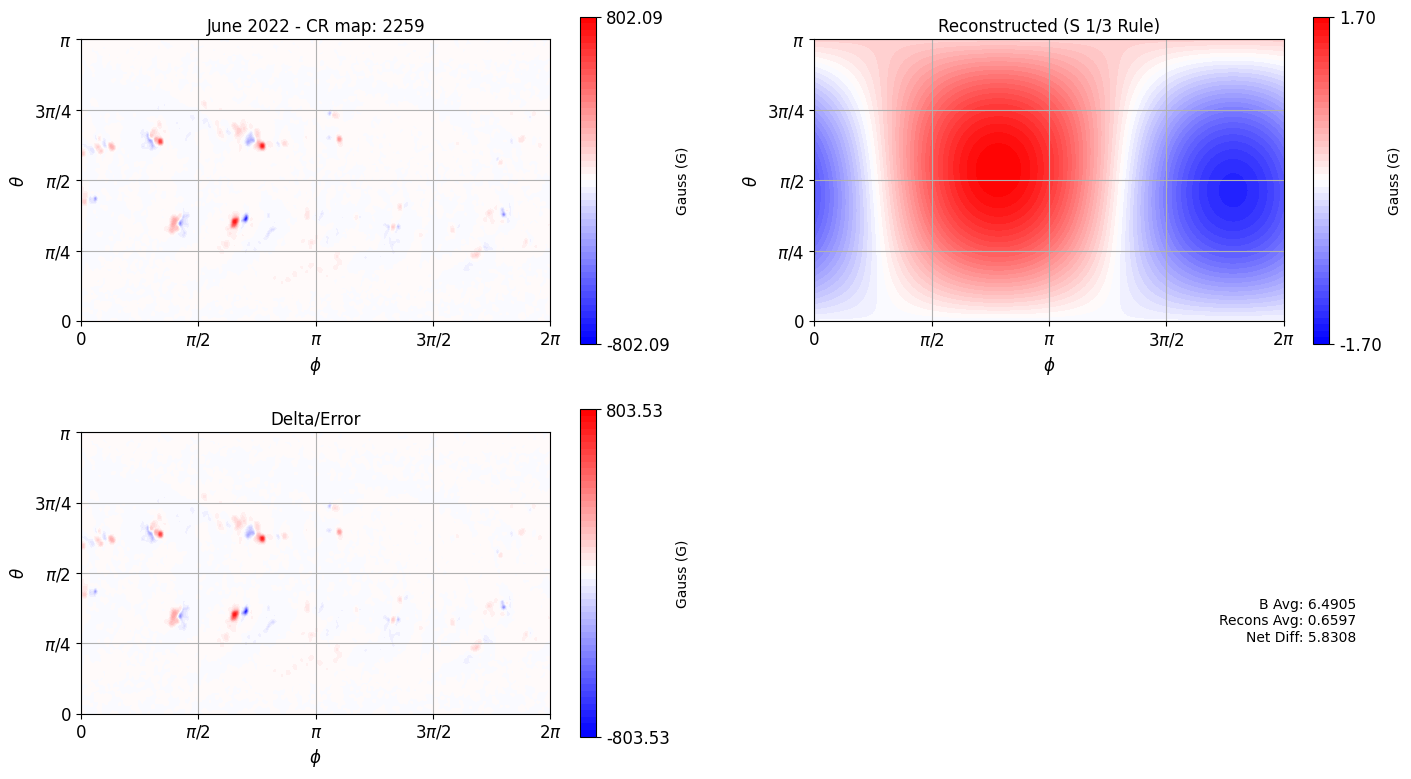 June 2022 - CR map: 2259
802.09
π
3π/4
θ
π/2
π/4
0
0
π/2
π
3π/2
2π
ϕ
Gauss (G)
-802.09
Reconstructed (S 1/3 Rule)
1.70
π
3π/4
θ
π/2
π/4
0
0
π/2
π
3π/2
2π
ϕ
Gauss (G)
-1.70
Delta/Error
803.53
π
3π/4
θ
π/2
π/4
0
0
π/2
π
3π/2
2π
ϕ
Gauss (G)
-803.53
B Avg: 6.4905
Recons Avg: 0.6597
Net Diff: 5.8308